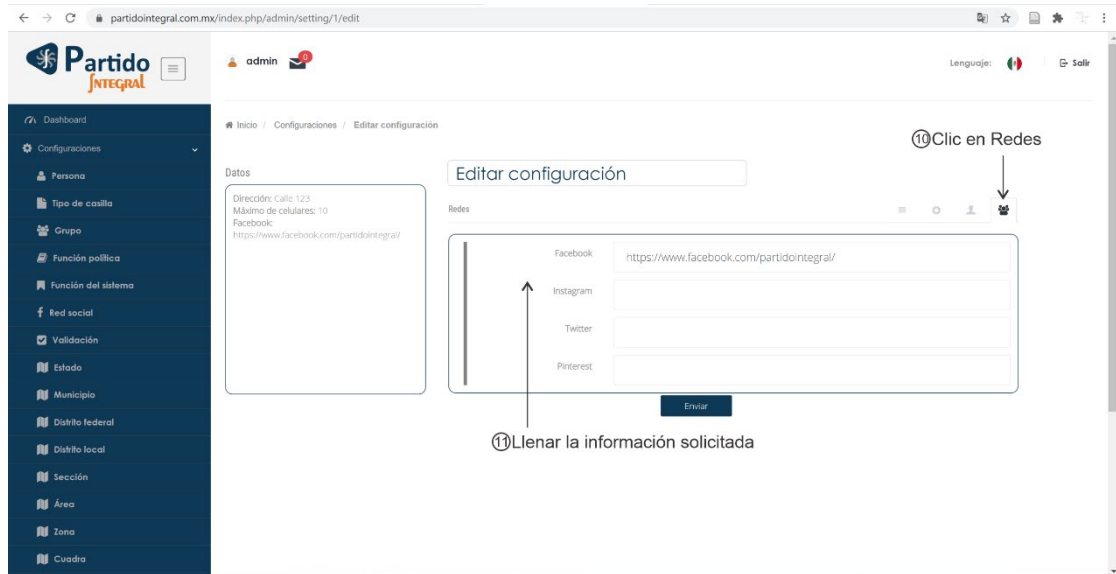 partidointegral.com.mx/index.php/admin/setting/1/edit
Partido
INTEGRAL
admin
0
Lenguaje:
Salir
Dashboard
Configuraciones
Persona
Tipo de casilla
Grupo
Función política
Función del sistema
Red social
Validación
Estado
Municipio
Distrito federal
Distrito local
Sección
Área
Zona
Cuadra
Inicio / Configuraciones / Editar configuración
⑩Clic en Redes
Datos
Dirección: Calle 123
Máximo de celulares: 10
Facebook:
https://www.facebook.com/partidointegral/
Editar configuración
Redes
Facebook https://www.facebook.com/partidointegral/
Instagram
Twitter
Pinterest
Enviar
⑪Llenar la información solicitada